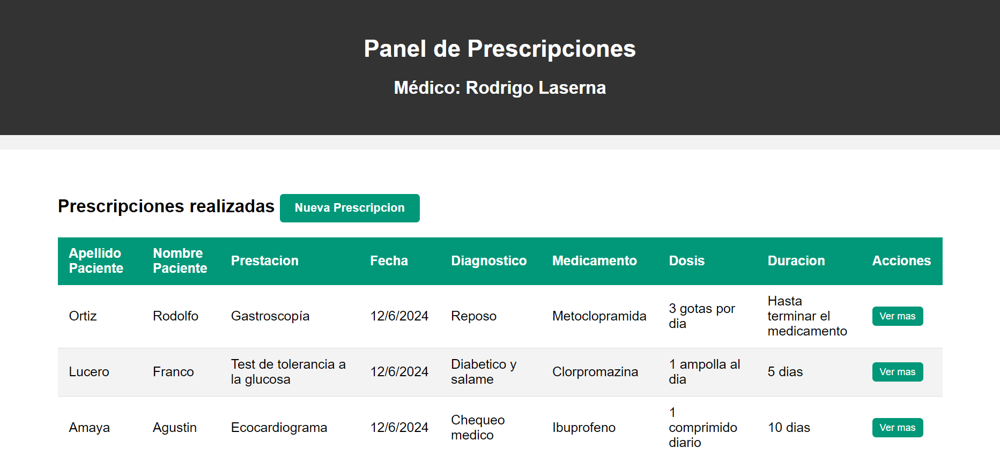 Panel de Prescripciones
Médico: Rodrigo Laserna
Prescripciones realizadas Nueva Prescripcion
Apellido Paciente Nombre Paciente Prestacion Fecha Diagnostico Medicamento Dosis Duracion Acciones
Ortiz Rodolfo Gastroscopía 12/6/2024 Reposo Metoclopramida 3 gotas por dia Hasta terminar el medicamento Ver mas
Lucero Franco Test de tolerancia a la glucosa 12/6/2024 Diabetico y salame Clorpromazina 1 ampolla al dia 5 dias Ver mas
Amaya Agustin Ecocardiograma 12/6/2024 Chequeo medico Ibuprofeno 1 comprimido diario 10 dias Ver mas